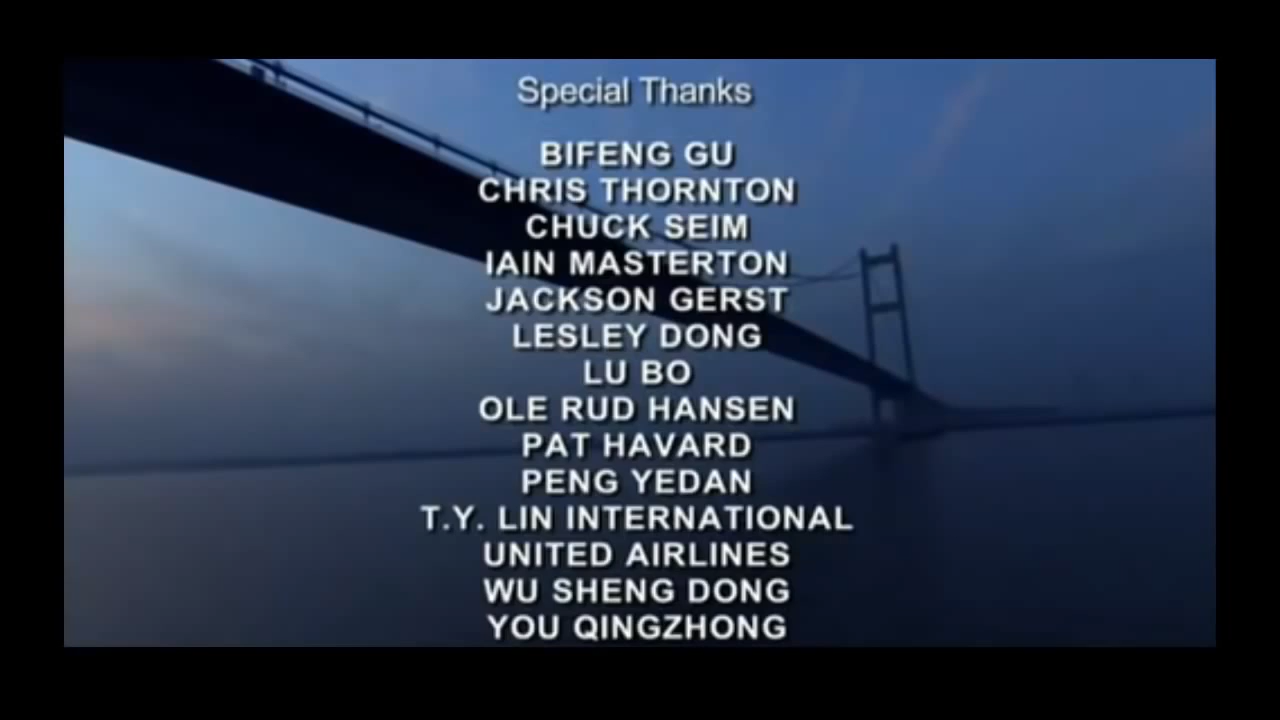 Special Thanks
BIFENG GU
CHRIS THORNTON
CHUCK SEIM
IAIN MASTERTON
JACKSON GERST
LESLEY DONG
LU BO
OLE RUD HANSEN
PAT HAVARD
PENG YEDAN
T.Y. LIN INTERNATIONAL
UNITED AIRLINES
WU SHENG DONG
YOU QINGZHONG